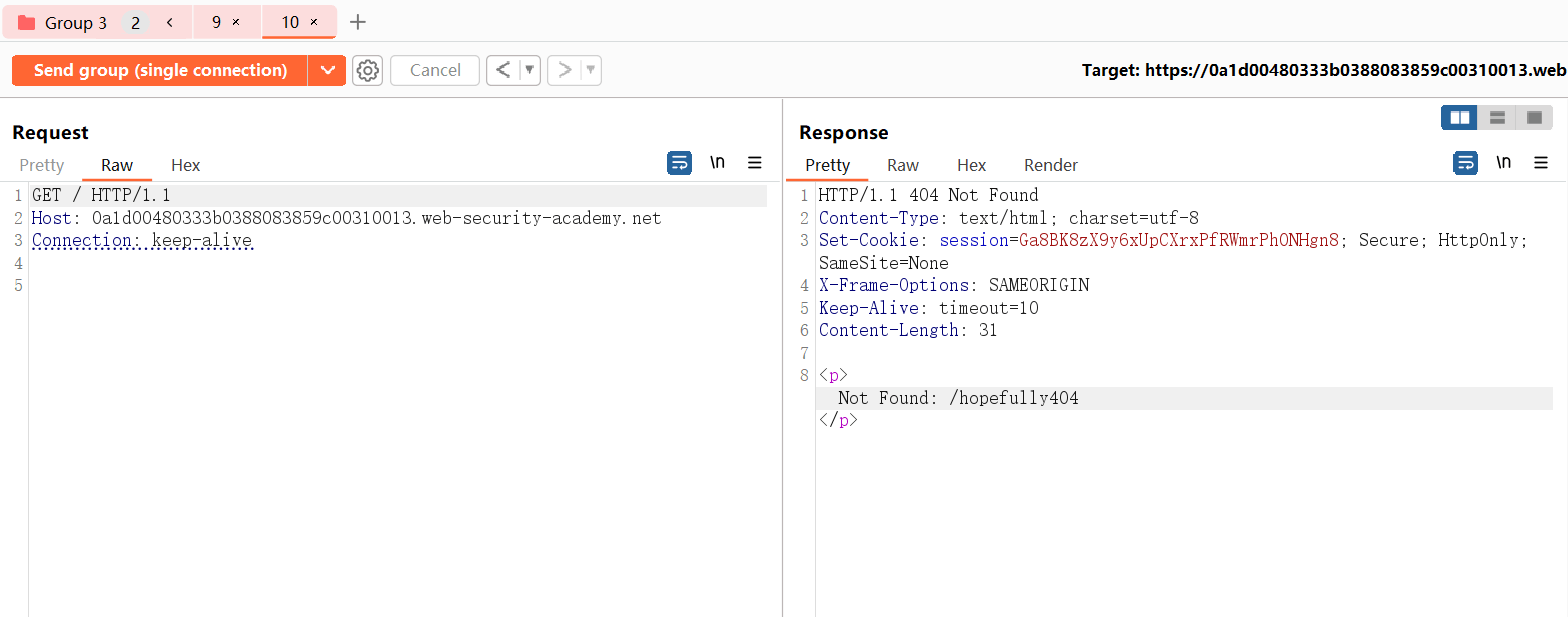 Group 3 2 < 9 × 10 × +
Send group (single connection) Cancel < > Target: https://0a1d00480333b0388083859c00310013.web
Request
Pretty Raw Hex \n
1 GET / HTTP/1.1
2 Host: 0a1d00480333b0388083859c00310013.web-security-academy.net
3 Connection: keep-alive
4
5
Response
Pretty Raw Hex Render \n
1 HTTP/1.1 404 Not Found
2 Content-Type: text/html; charset=utf-8
3 Set-Cookie: session=Ga8BK8zX9y6xUpCXrxPfRWmrPhONHgn8; Secure; HttpOnly;
SameSite=None
4 X-Frame-Options: SAMEORIGIN
5 Keep-Alive: timeout=10
6 Content-Length: 31
7
8 <p>
Not Found: /hopefully404
</p>